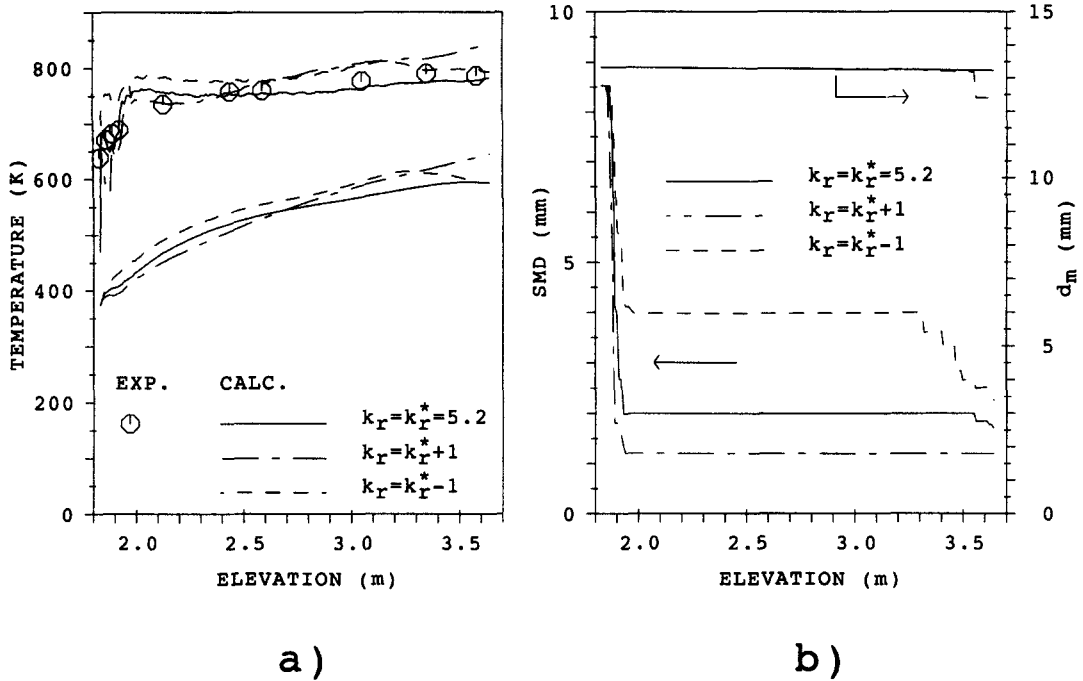 800
600
400
200
0
TEMPERATURE (K)
EXP.
CALC.
k_r=k_r^*=5.2
k_r=k_r^*+1
k_r=k_r^*-1
2.0 2.5 3.0 3.5
ELEVATION (m)
a)
10
5
0
SMD (mm)
k_r=k_r^*=5.2
k_r=k_r^*+1
k_r=k_r^*-1
15
10
5
0
d_m (mm)
2.0 2.5 3.0 3.5
ELEVATION (m)
b)